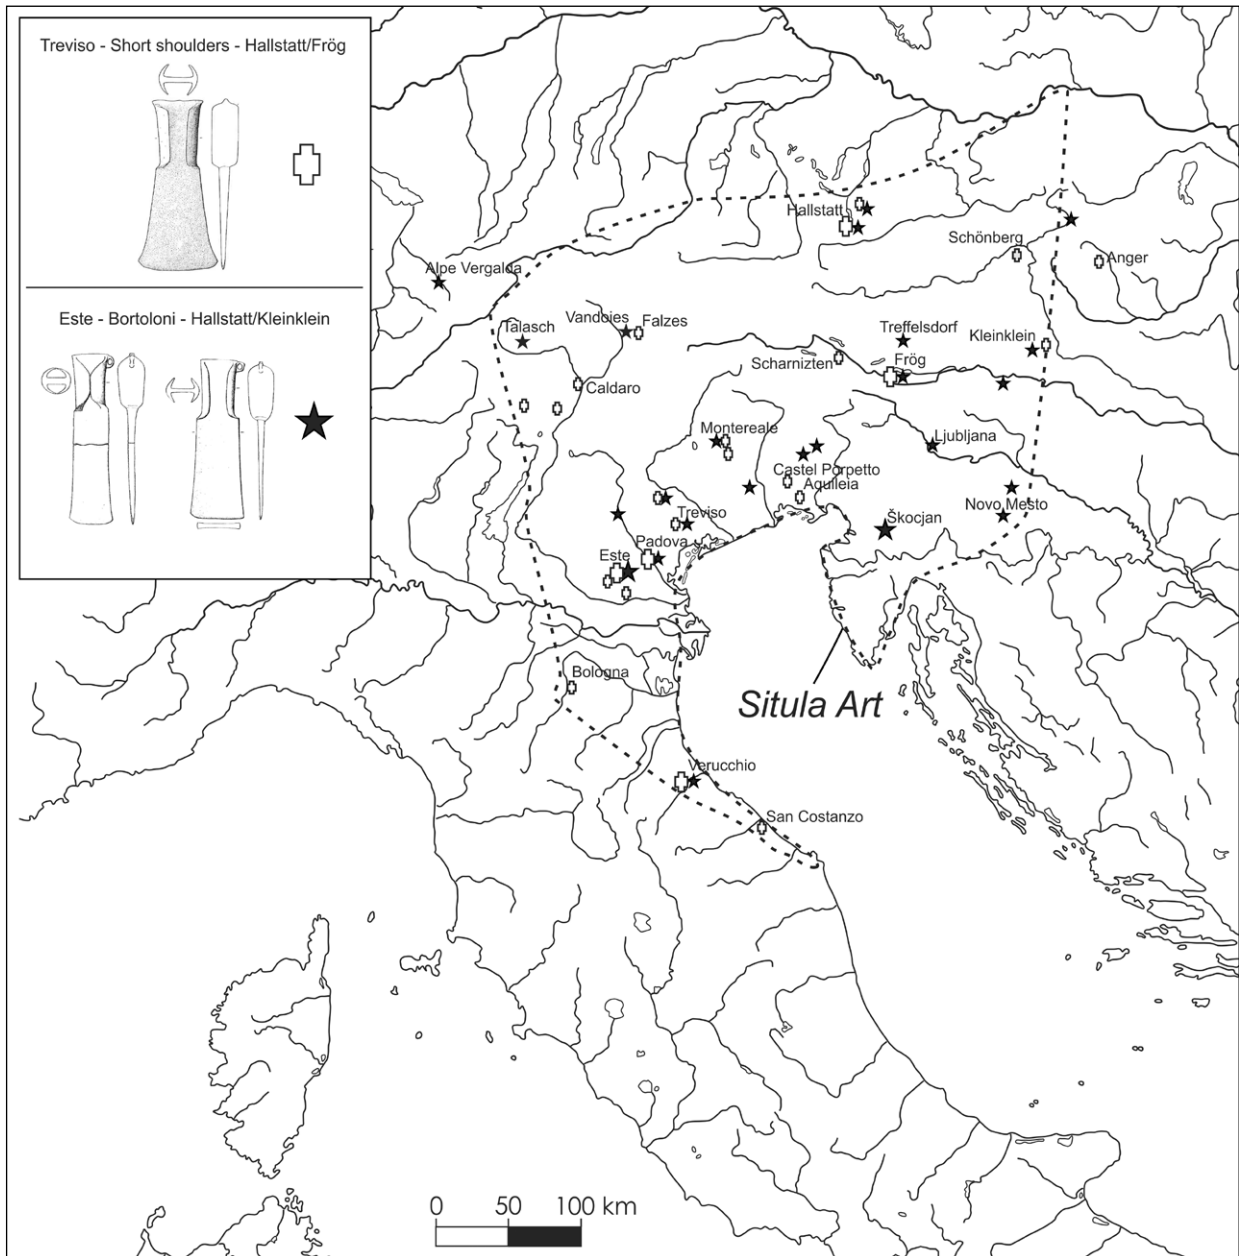 Treviso - Short shoulders - Hallstatt/Frög
Este - Bortoloni - Hallstatt/Kleinklein
Hallstatt
Schönberg
Anger
Alpe Vergalda
Talasch
Vandoies
Falzes
Treffelsdorf
Kleinklein
Scharnizten
Frög
Caldaro
Montereale
Ljubljana
Castel Porpetto
Aquileia
Treviso
Novo Mesto
Škocjan
Padova
Este
Bologna
Situla Art
Verucchio
San Costanzo
0 50 100 km